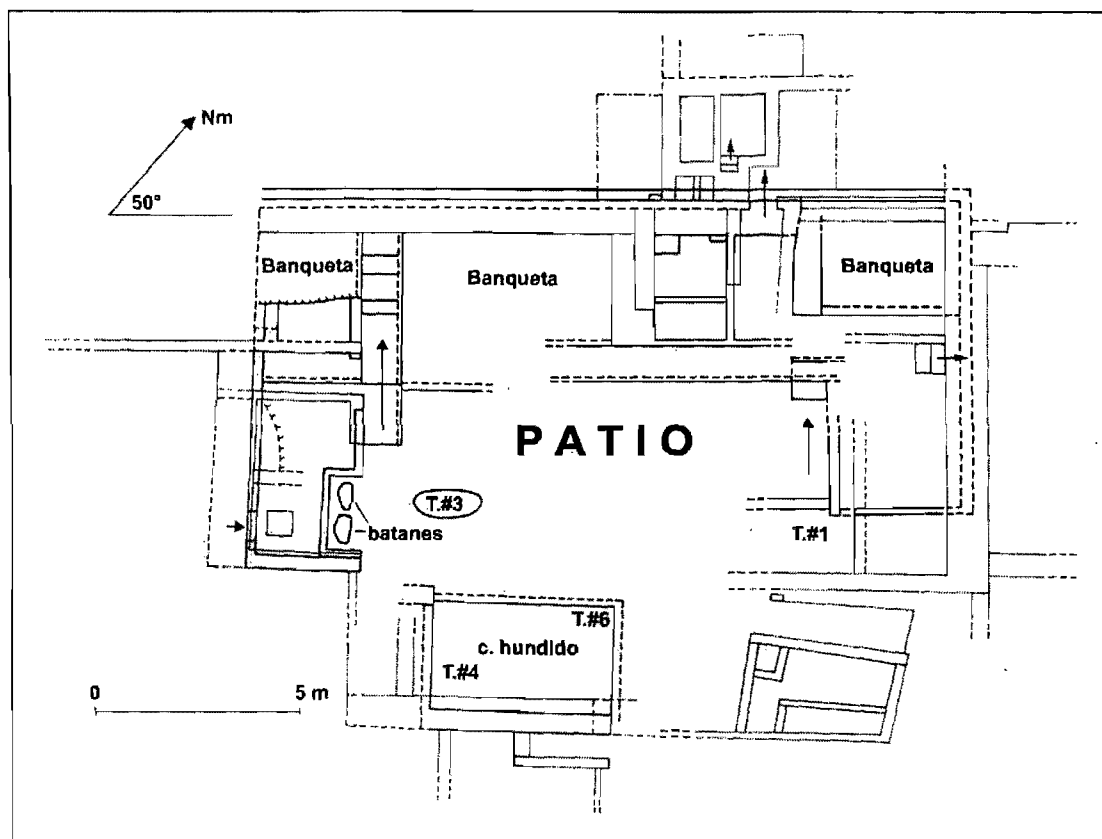 Nm
50°
Banqueta
Banqueta
Banqueta
PATIO
T.#3
batanes
T.#1
T.#6
c. hundido
T.#4
0 5 m